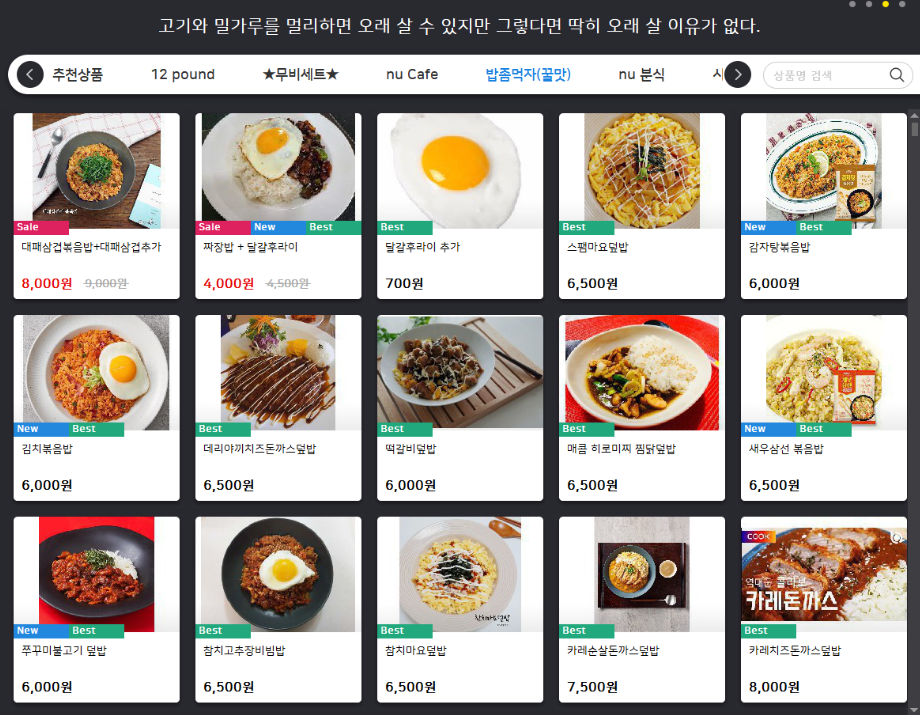 고기와 밀가루를 멀리하면 오래 살 수 있지만 그렇다면 딱히 오래 살 이유가 없다.
추천상품 12 pound ★무비세트★ nu Cafe 밥좀먹자(꿀맛) nu 분식 상품명 검색
Sale
대패삼겹볶음밥+대패삼겹추가
8,000원 9,000원
Sale New Best
짜장밥 + 달걀후라이
4,000원 4,500원
Best
달걀후라이 추가
700원
Best
스팸마요덮밥
6,500원
New Best
감자탕볶음밥
6,000원
New Best
김치볶음밥
6,000원
Best
데리야끼치즈돈까스덮밥
6,500원
Best
떡갈비덮밥
6,000원
Best
매콤 히로미찌 찜닭덮밥
6,500원
New Best
새우삼선 볶음밥
6,500원
New Best
쭈꾸미불고기 덮밥
6,000원
Best
참치고추장비빔밥
6,500원
참치마요덮밥
Best
참치마요덮밥
6,500원
Best
카레순살돈까스덮밥
7,500원
COOK
카레돈까스
Best
카레치즈돈까스덮밥
8,000원